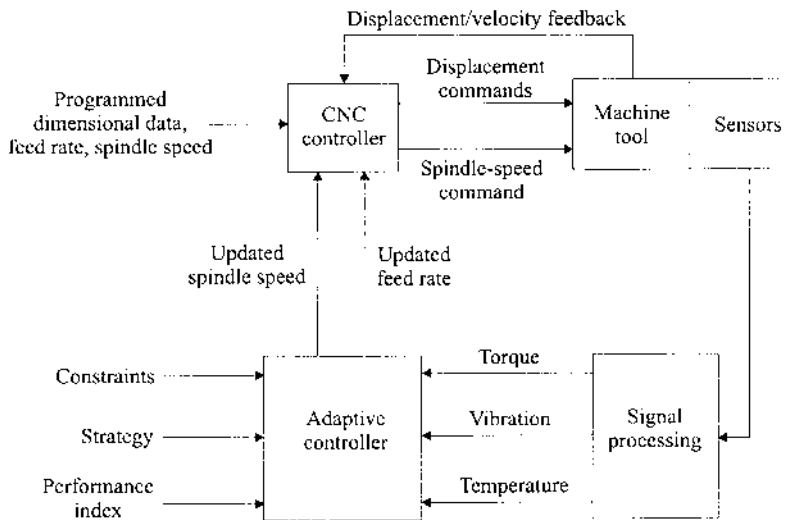 Displacement/velocity feedback
Programmed
dimensional data,
feed rate, spindle speed
CNC
controller
Displacement
commands
Spindle-speed
command
Machine
tool
Sensors
Updated
spindle speed
Updated
feed rate
Constraints
Strategy
Performance
index
Adaptive
controller
Torque
Vibration
Temperature
Signal
processing